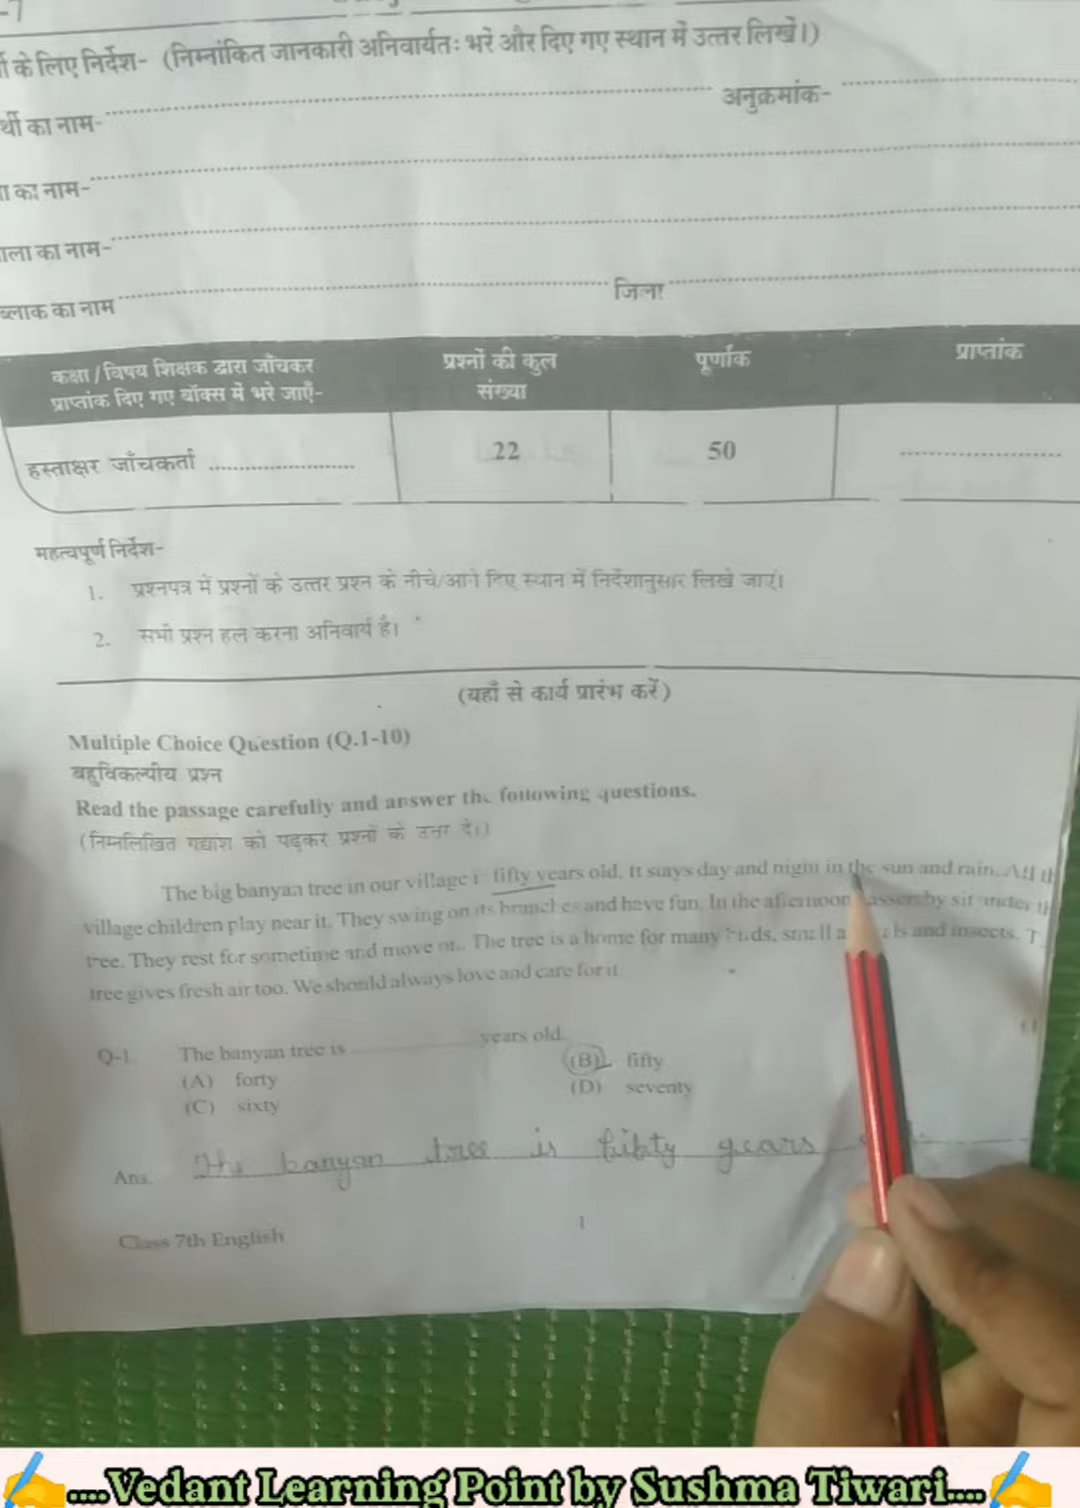 -7
के लिए निर्देश- (निम्नांकित जानकारी अनिवार्यतः भरें और दिए गए स्थान में उत्तर लिखें।)
र्थी का नाम- अनुक्रमांक-
का नाम-
ला का नाम-
ब्लाक का नाम जिला
कक्षा / विषय शिक्षक द्वारा जाँचकर प्राप्तांक दिए गए बॉक्स में भरे जाएँ- प्रश्नों की कुल संख्या पूर्णांक प्राप्तांक
हस्ताक्षर जाँचकर्ता 22 50
महत्वपूर्ण निर्देश-
1. प्रश्नपत्र में प्रश्नों के उत्तर प्रश्न के नीचे/आगे दिए स्थान में निर्देशानुसार लिखे जाएं।
2. सभी प्रश्न हल करना अनिवार्य है।
(यहाँ से कार्य प्रारंभ करें)
Multiple Choice Question (Q.1-10)
बहुविकल्पीय प्रश्न
Read the passage carefully and answer the following questions.
(निम्नलिखित गद्यांश को पढ़कर प्रश्नों के उत्तर दें।)
The big banyan tree in our village is fifty years old. It stays day and night in the sun and rain. All th
village children play near it. They swing on its branches and have fun. In the afternoon passersby sit under th
tree. They rest for sometime and move on. The tree is a home for many birds, small and insects. T
tree gives fresh air too. We should always love and care for it.
Q-1 The banyan tree is years old.
(A) forty (B) fifty
(C) sixty (D) seventy
Ans. The banyan tree is fifty years
Class 7th English 1
....Vedant Learning Point by Sushma Tiwari....